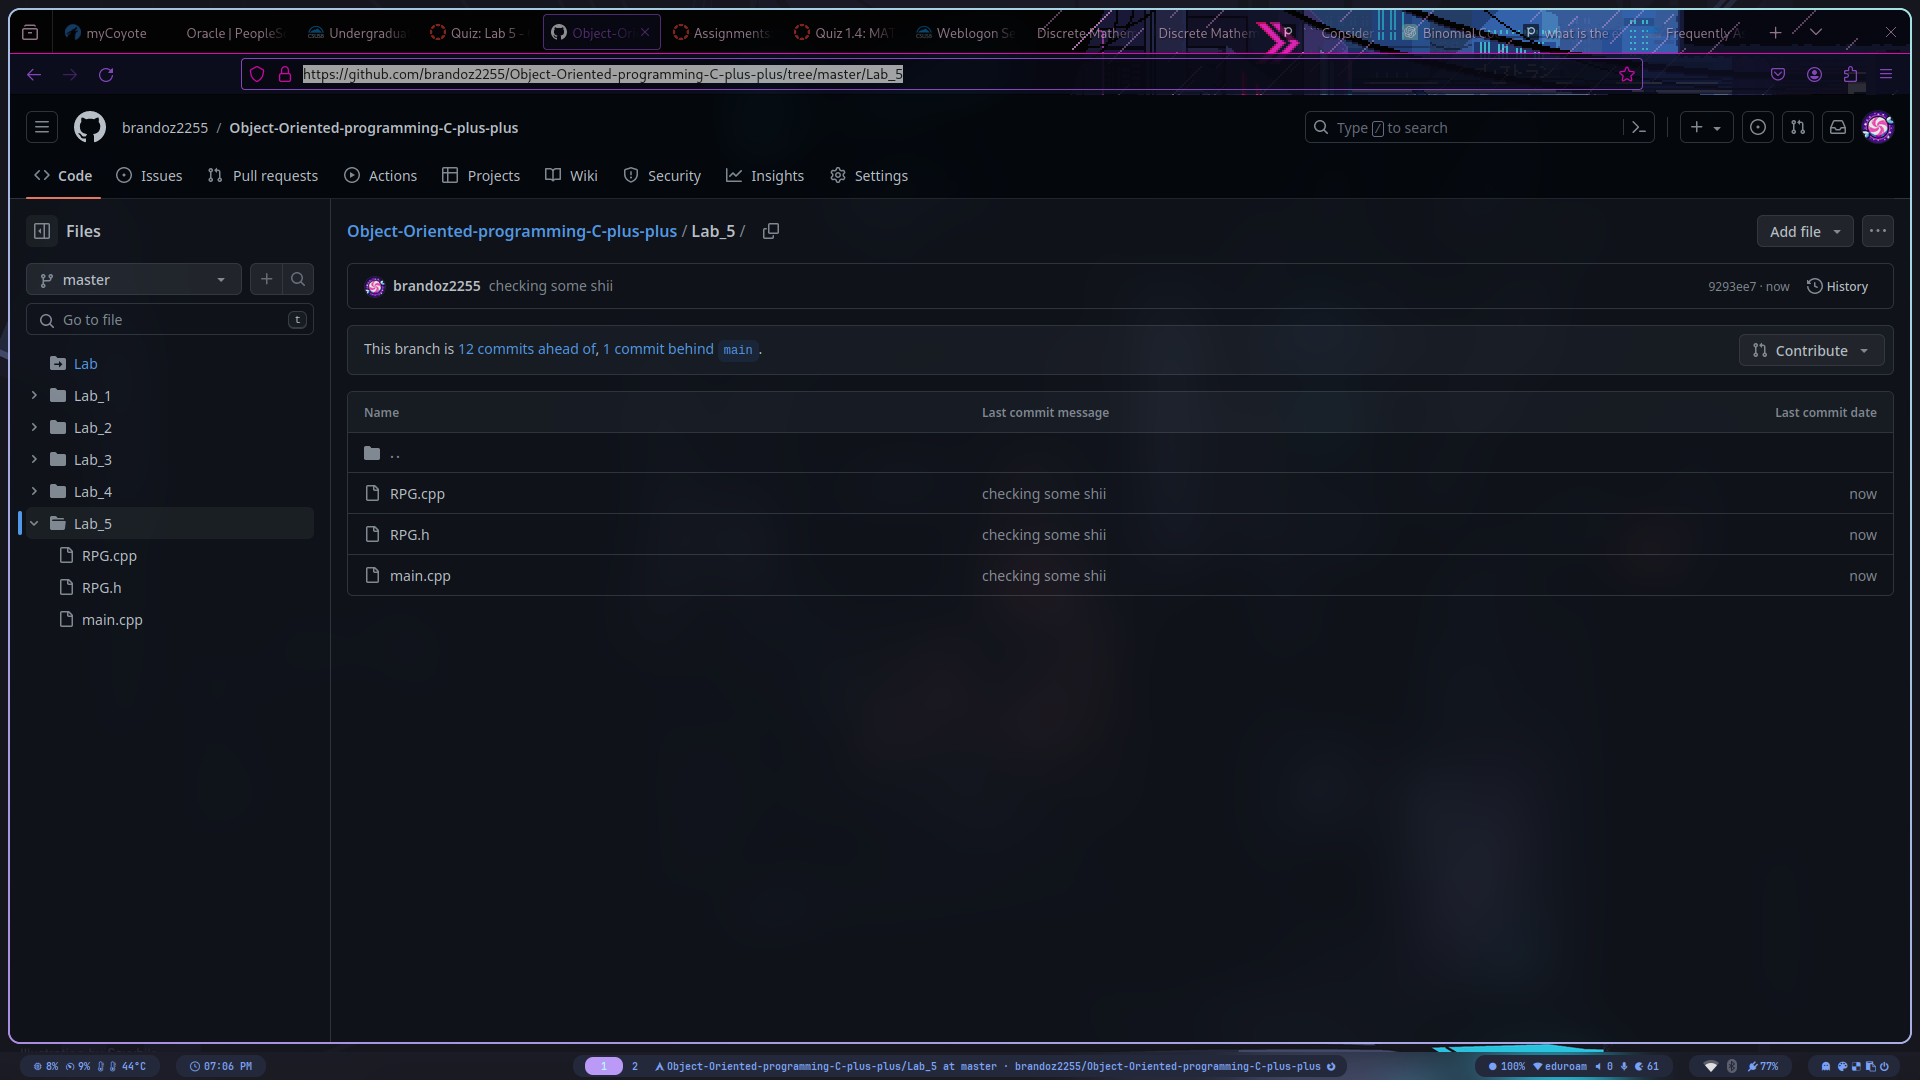 myCoyote
Oracle | PeopleS
Undergradua
Quiz: Lab 5 -
Object-Or
Assignments
Quiz 1.4: MAT
Weblogon Se
Discrete Mathem
Discrete Mathem
Consider
Binomial Co
what is the
Frequently A
https://github.com/brandoz2255/Object-Oriented-programming-C-plus-plus/tree/master/Lab_5
brandoz2255 / Object-Oriented-programming-C-plus-plus
Type / to search
Code
Issues
Pull requests
Actions
Projects
Wiki
Security
Insights
Settings
Files
master
Go to file
t
Lab
Lab_1
Lab_2
Lab_3
Lab_4
Lab_5
RPG.cpp
RPG.h
main.cpp
Object-Oriented-programming-C-plus-plus / Lab_5 /
Add file
brandoz2255 checking some shii
9293ee7 · now
History
This branch is 12 commits ahead of, 1 commit behind main .
Contribute
Name Last commit message Last commit date
..
RPG.cpp checking some shii now
RPG.h checking some shii now
main.cpp checking some shii now
8% 9% 44°C
07:06 PM
1 2
Object-Oriented-programming-C-plus-plus/Lab_5 at master · brandoz2255/Object-Oriented-programming-C-plus-plus
100% eduroam 0 61
77%